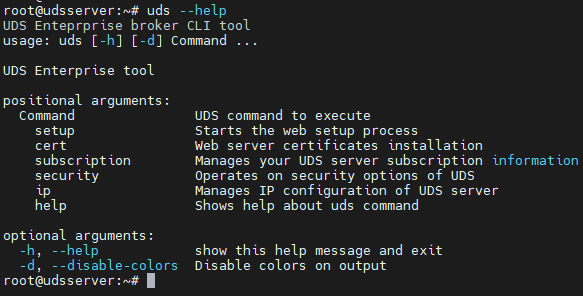 root@udsserver:~# uds --help
UDS Enteprprise broker CLI tool
usage: uds [-h] [-d] Command ...

UDS Enterprise tool

positional arguments:
  Command               UDS command to execute
    setup               Starts the web setup process
    cert                Web server certificates installation
    subscription        Manages your UDS server subscription information
    security            Operates on security options of UDS
    ip                  Manages IP configuration of UDS server
    help                Shows help about uds command

optional arguments:
  -h, --help            show this help message and exit
  -d, --disable-colors  Disable colors on output
root@udsserver:~#